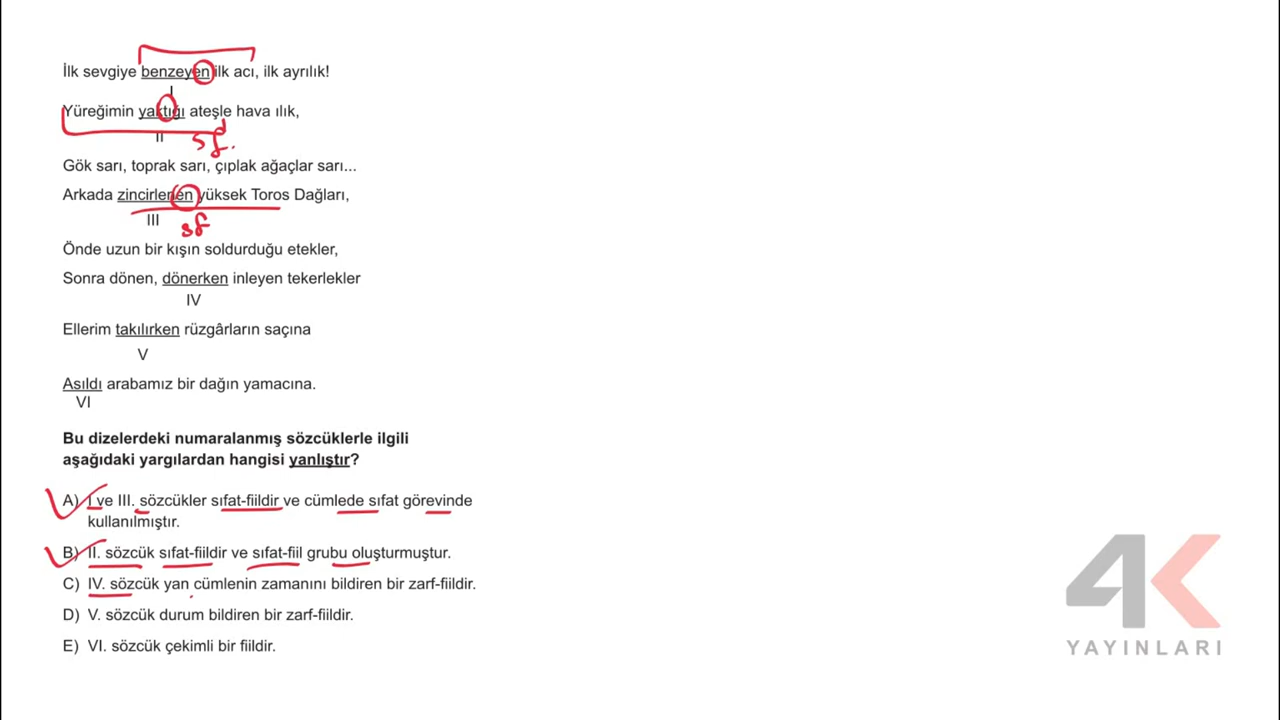 İlk sevgiye benzeyen ilk acı, ilk ayrılık!
I
Yüreğimin yaktığı ateşle hava ılık,
II
sf.
Gök sarı, toprak sarı, çıplak ağaçlar sarı...
Arkada zincirlenen yüksek Toros Dağları,
III
sf
Önde uzun bir kışın soldurduğu etekler,
Sonra dönen, dönerken inleyen tekerlekler
IV
Ellerim takılırken rüzgârların saçına
V
Asıldı arabamız bir dağın yamacına.
VI
Bu dizelerdeki numaralanmış sözcüklerle ilgili
aşağıdaki yargılardan hangisi yanlıştır?
A) I ve III. sözcükler sıfat-fiildir ve cümlede sıfat görevinde
kullanılmıştır.
B) II. sözcük sıfat-fiildir ve sıfat-fiil grubu oluşturmuştur.
C) IV. sözcük yan cümlenin zamanını bildiren bir zarf-fiildir.
D) V. sözcük durum bildiren bir zarf-fiildir.
E) VI. sözcük çekimli bir fiildir.
4K
YAYINLARI